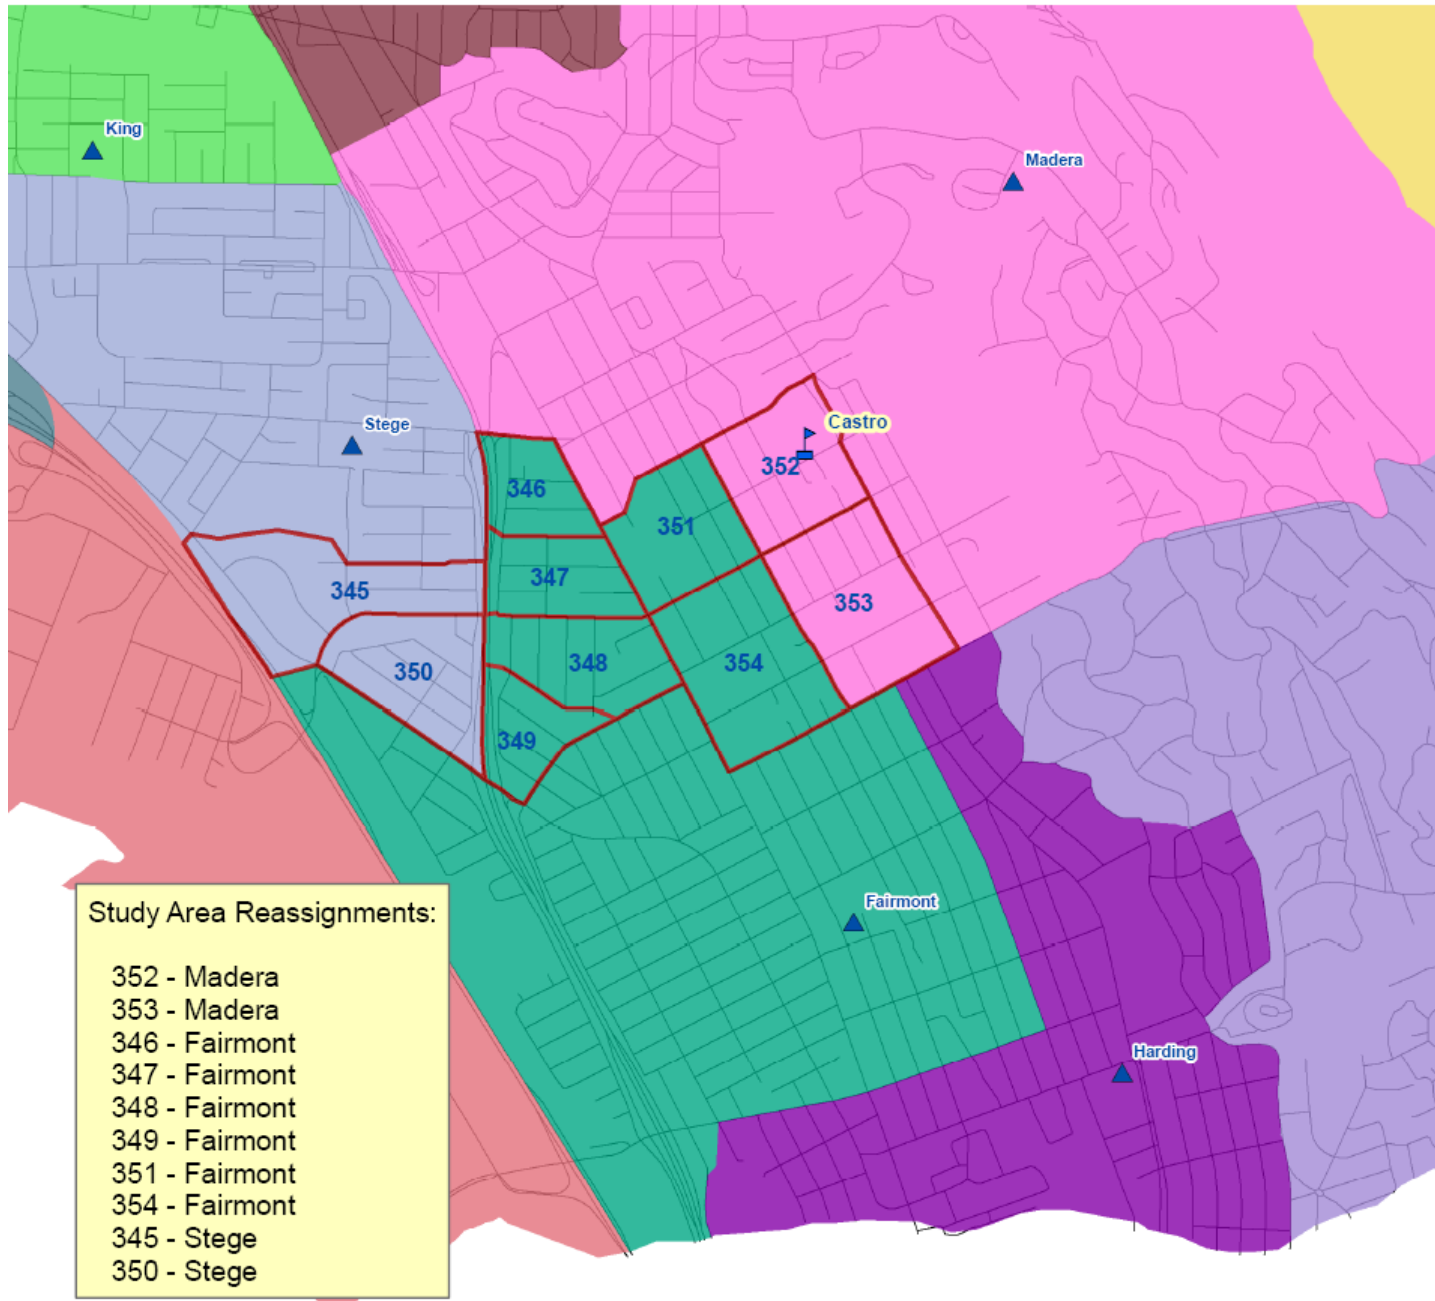 King
Madera
Stege
Castro
352
346
351
347
345
353
348
354
350
349
Fairmont
Harding
Study Area Reassignments:
352 - Madera
353 - Madera
346 - Fairmont
347 - Fairmont
348 - Fairmont
349 - Fairmont
351 - Fairmont
354 - Fairmont
345 - Stege
350 - Stege